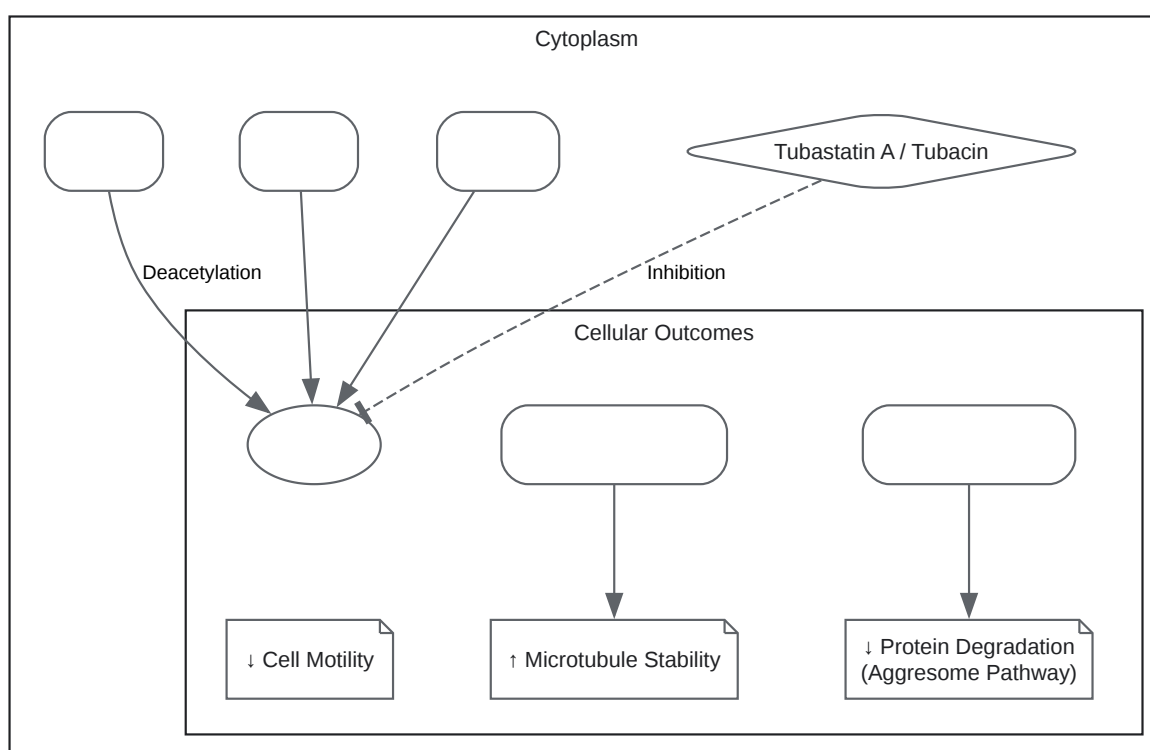 Cytoplasm
Tubastatin A / Tubacin
Deacetylation
Inhibition
Cellular Outcomes
↓ Cell Motility
↑ Microtubule Stability
↓ Protein Degradation
(Aggresome Pathway)